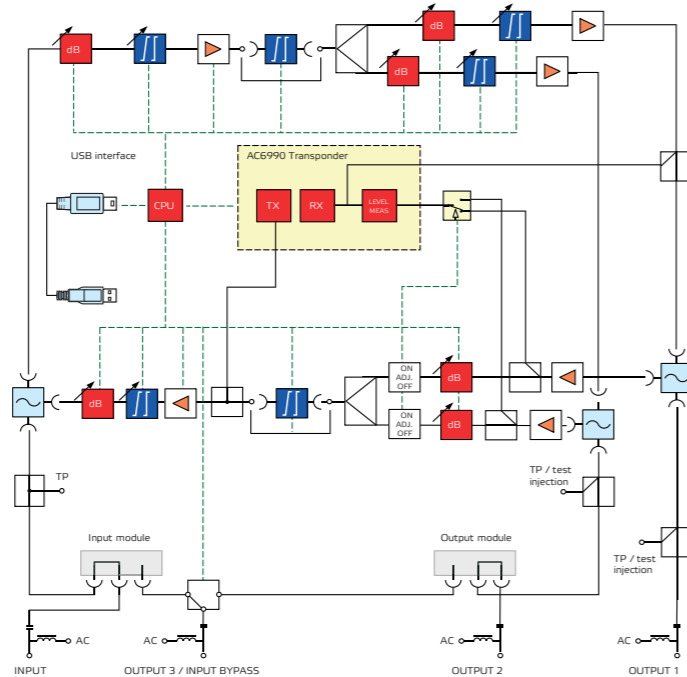 dB
dB
dB
USB interface
AC6990 Transponder
CPU
TX
RX
LEVEL
MEAS
ON
ADJ.
OFF
dB
dB
ON
ADJ.
OFF
dB
TP
TP / test
injection
Input module
Output module
TP / test
injection
AC
AC
AC
AC
INPUT
OUTPUT 3 / INPUT BYPASS
OUTPUT 2
OUTPUT 1